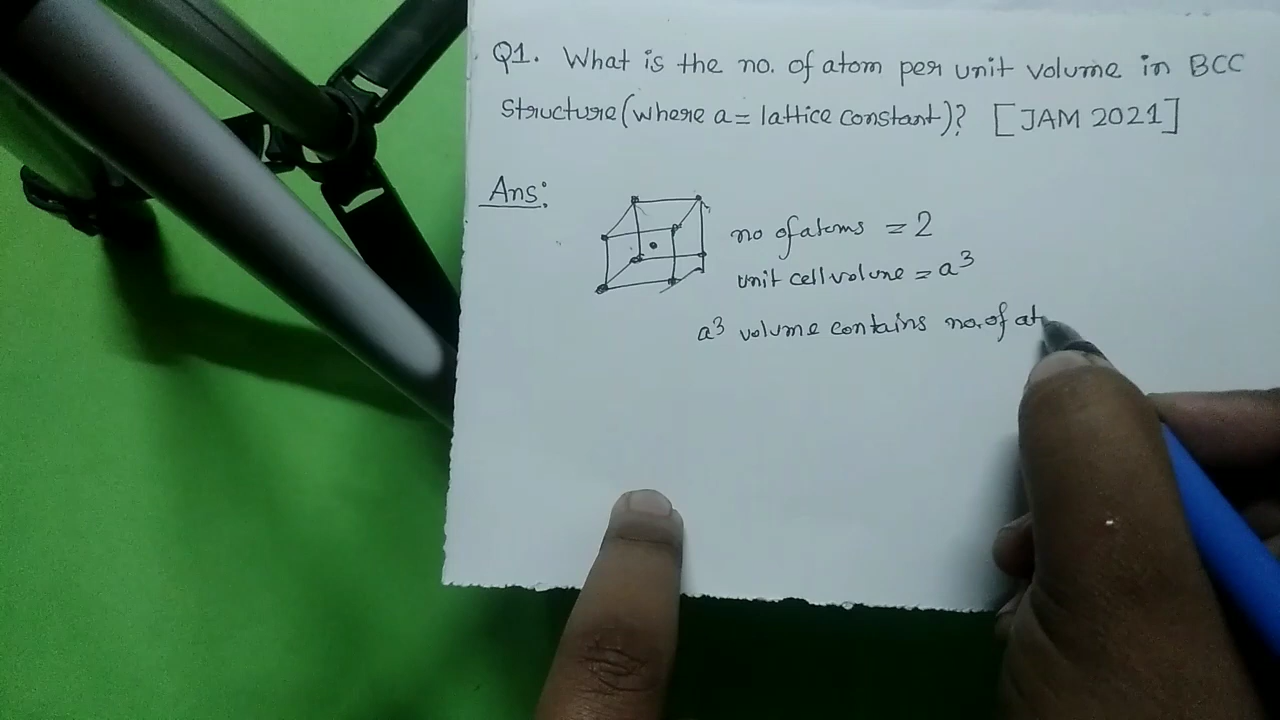 Q1. What is the no. of atom per unit volume in BCC
Structure (where a = lattice constant)? [JAM 2021]
Ans:
no of atoms = 2
unit cell volume = a³
a³ volume contains no. of at